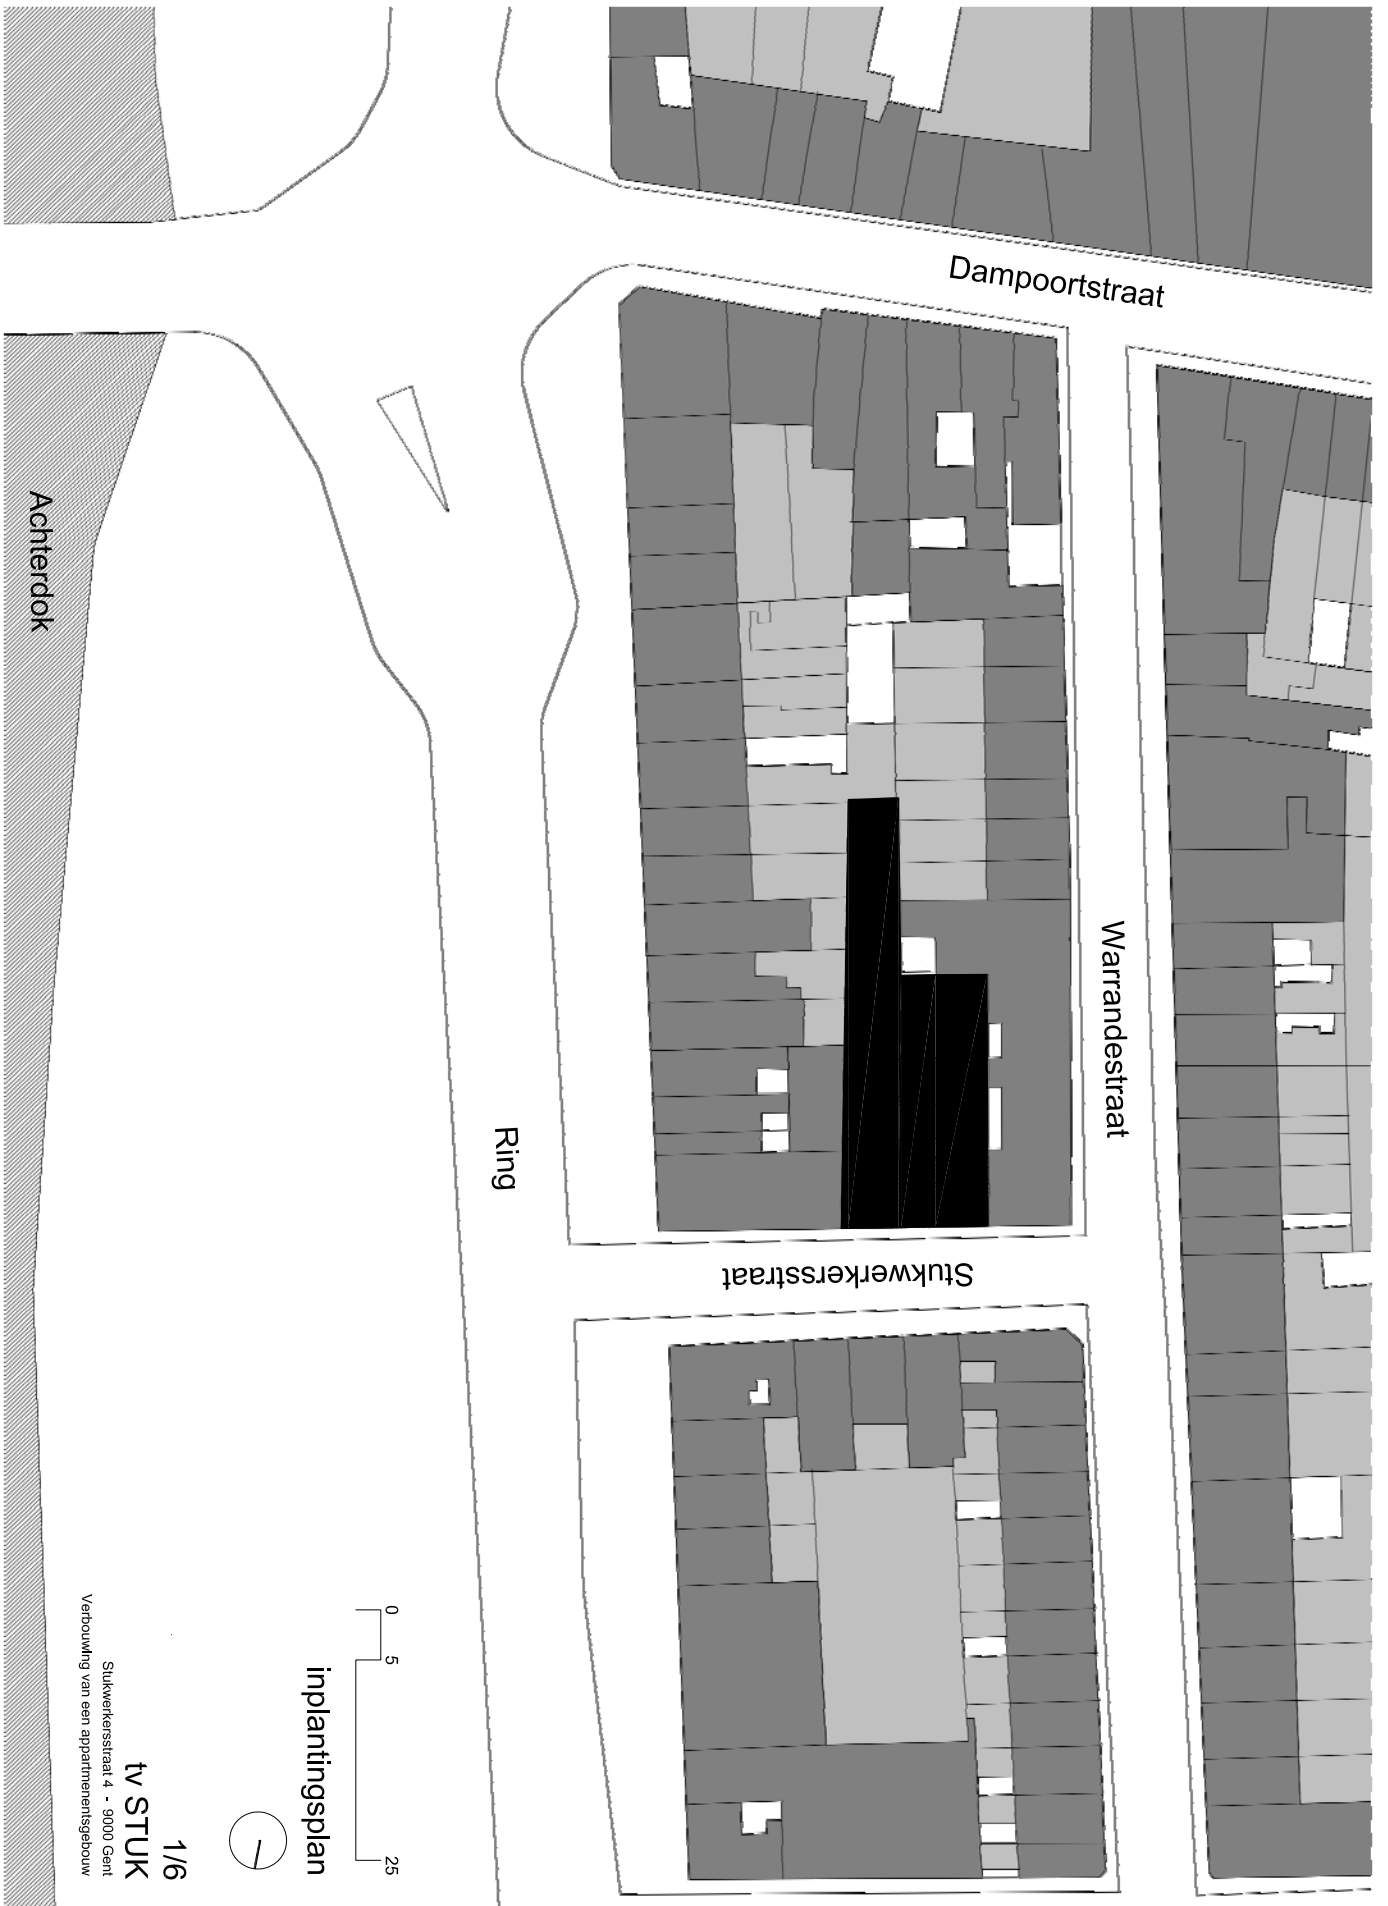 Dampoortstraat
Achterdok
Warrandestraat
Ring
Stukwerkersstraat
0
5
25
inplantingsplan
1/6
tv STUK
Stukwerkersstraat 4 - 9000 Gent
Verbouwing van een appartmenentsgebouw